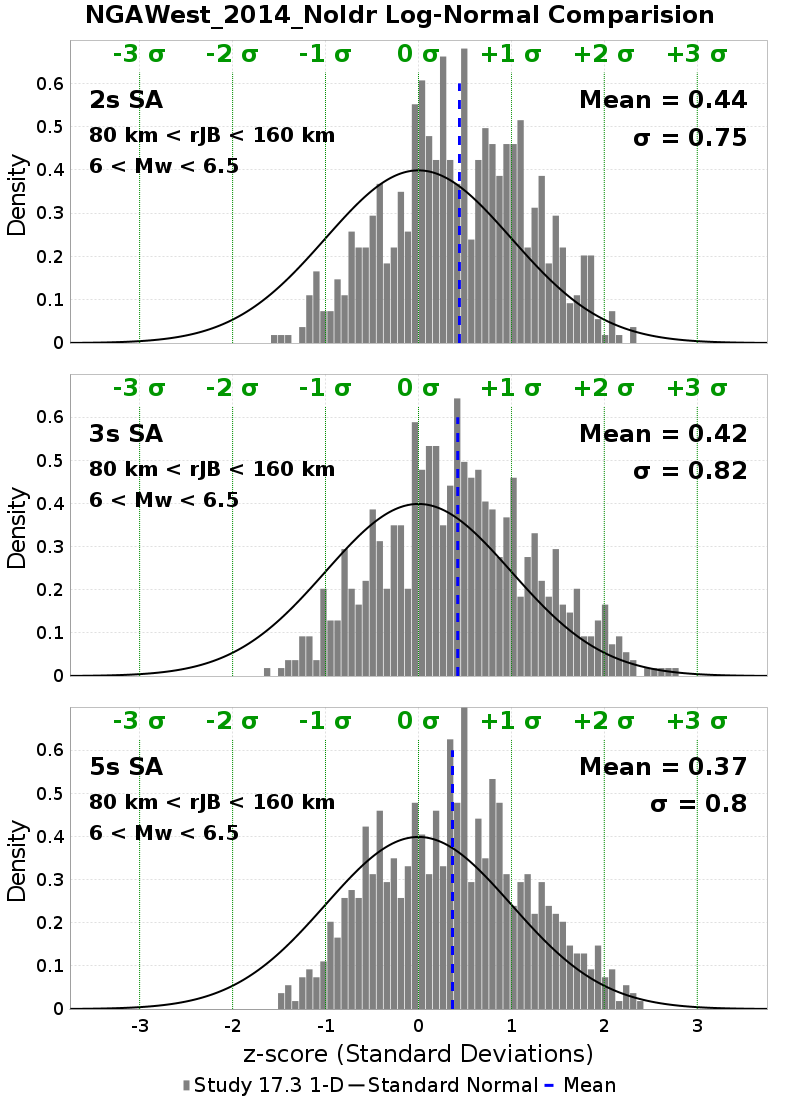 NGAWest_2014_NoIdr Log-Normal Comparision
-3 σ -2 σ -1 σ 0 σ +1 σ +2 σ +3 σ
2s SA
80 km < rJB < 160 km
6 < Mw < 6.5
Mean = 0.44
σ = 0.75
Density
0.6
0.5
0.4
0.3
0.2
0.1
0
-3 σ -2 σ -1 σ 0 σ +1 σ +2 σ +3 σ
3s SA
80 km < rJB < 160 km
6 < Mw < 6.5
Mean = 0.42
σ = 0.82
Density
0.6
0.5
0.4
0.3
0.2
0.1
0
-3 σ -2 σ -1 σ 0 σ +1 σ +2 σ +3 σ
5s SA
80 km < rJB < 160 km
6 < Mw < 6.5
Mean = 0.37
σ = 0.8
Density
0.6
0.5
0.4
0.3
0.2
0.1
0
-3 -2 -1 0 1 2 3
z-score (Standard Deviations)
Study 17.3 1-D Standard Normal Mean